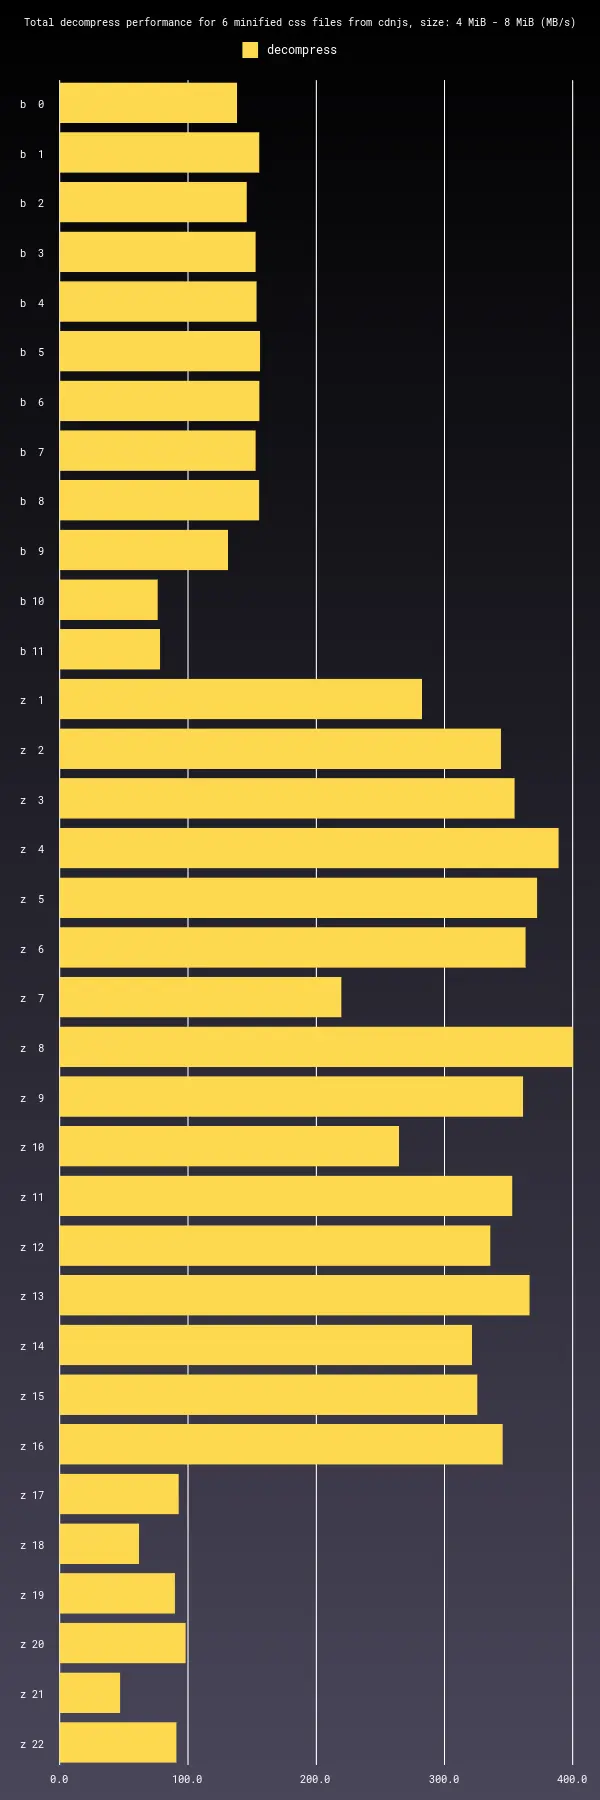 Total decompress performance for 6 minified css files from cdnjs, size: 4 MiB - 8 MiB (MB/s)
decompress
b 0
b 1
b 2
b 3
b 4
b 5
b 6
b 7
b 8
b 9
b 10
b 11
z 1
z 2
z 3
z 4
z 5
z 6
z 7
z 8
z 9
z 10
z 11
z 12
z 13
z 14
z 15
z 16
z 17
z 18
z 19
z 20
z 21
z 22
0.0 100.0 200.0 300.0 400.0